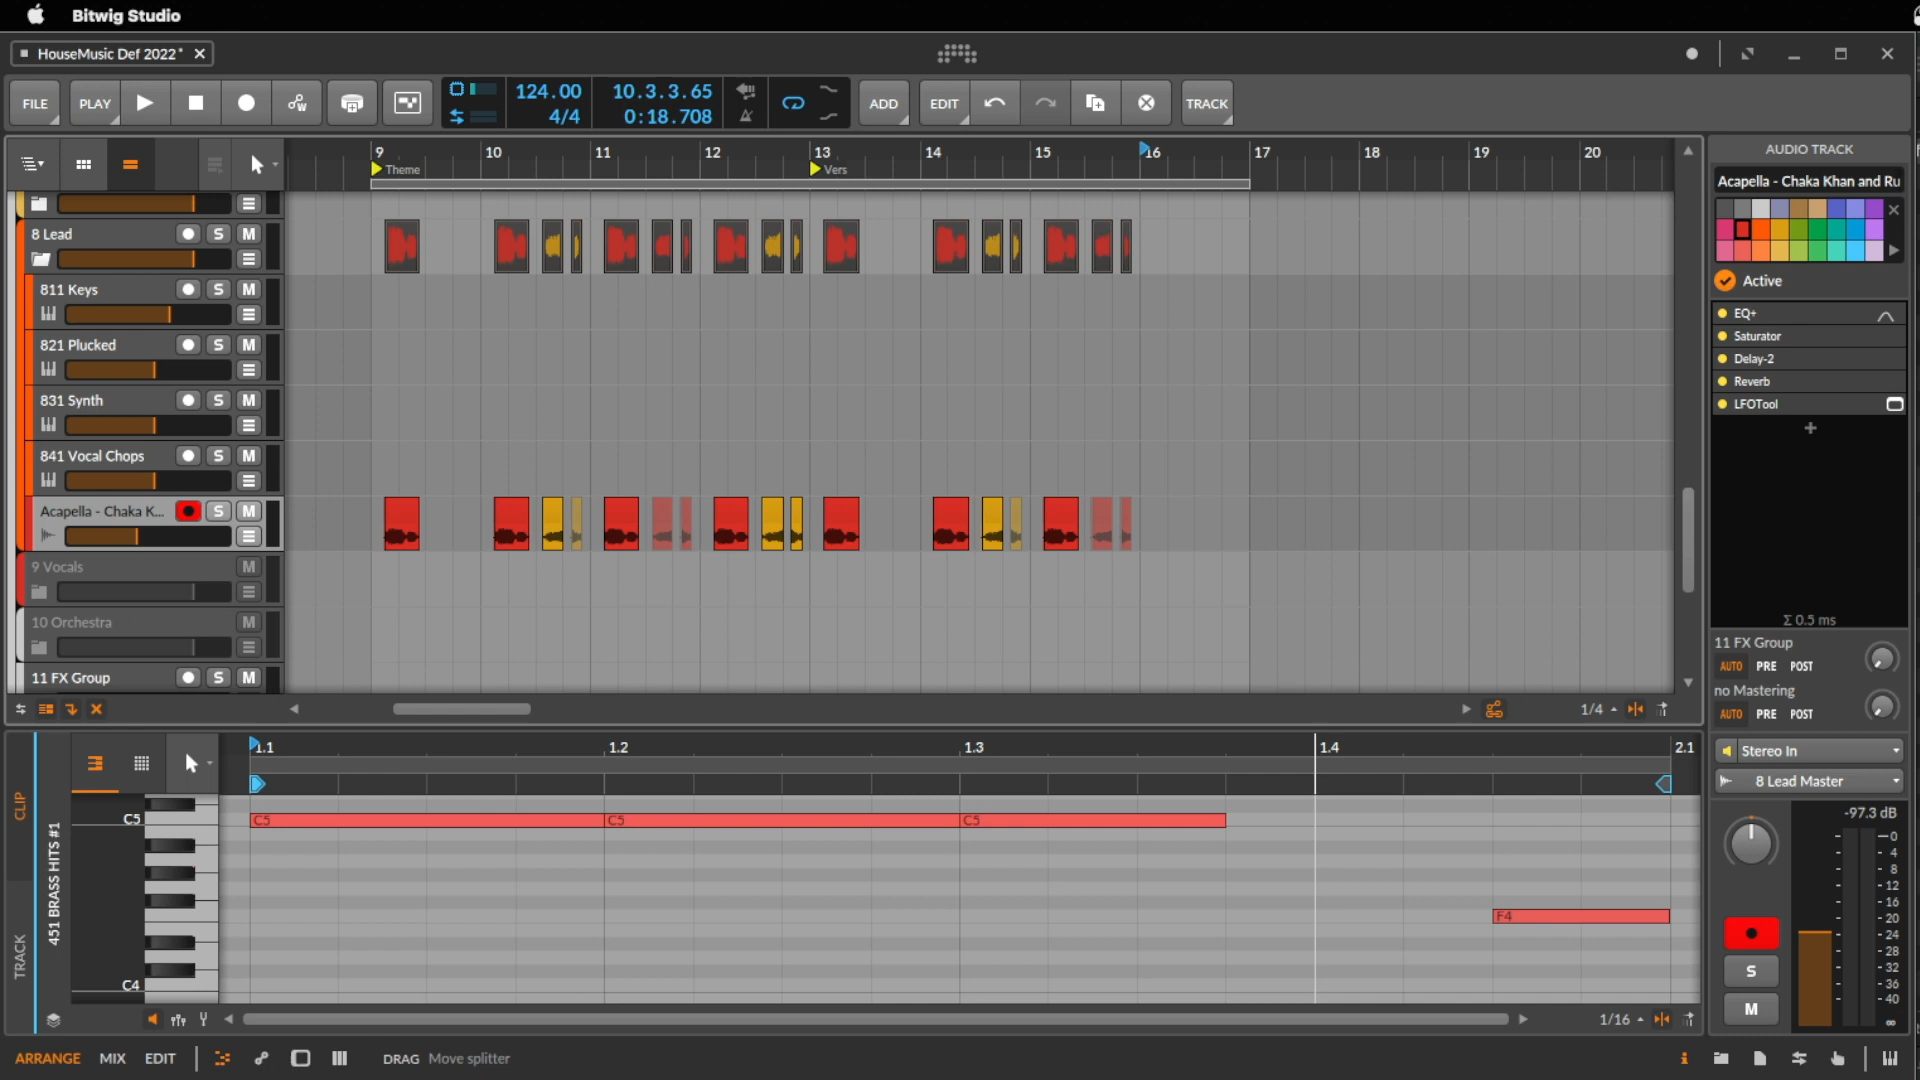 Bitwig Studio
HouseMusic Def 2022*
FILE PLAY 124.00 10.3.3.65 ADD EDIT TRACK
4/4 0:18.708
9 10 11 12 13 14 15 16 17 18 19 20
Theme Vers
8 Lead S M
811 Keys S M
821 Plucked S M
831 Synth S M
841 Vocal Chops S M
Acapella - Chaka K... S M
9 Vocals M
10 Orchestra M
11 FX Group S M
1/4
AUDIO TRACK
Acapella - Chaka Khan and Ru
Active
EQ+
Saturator
Delay-2
Reverb
LFOTool
Σ 0.5 ms
11 FX Group
AUTO PRE POST
no Mastering
AUTO PRE POST
Stereo In
8 Lead Master
-97.3 dB
0
4
8
12
16
20
24
28
32
36
40
∞
S
M
CLIP
TRACK
451 BRASS HITS #1
1.1 1.2 1.3 1.4 2.1
C5 C5 C5 C5
F4
C4
1/16
ARRANGE MIX EDIT DRAG Move splitter